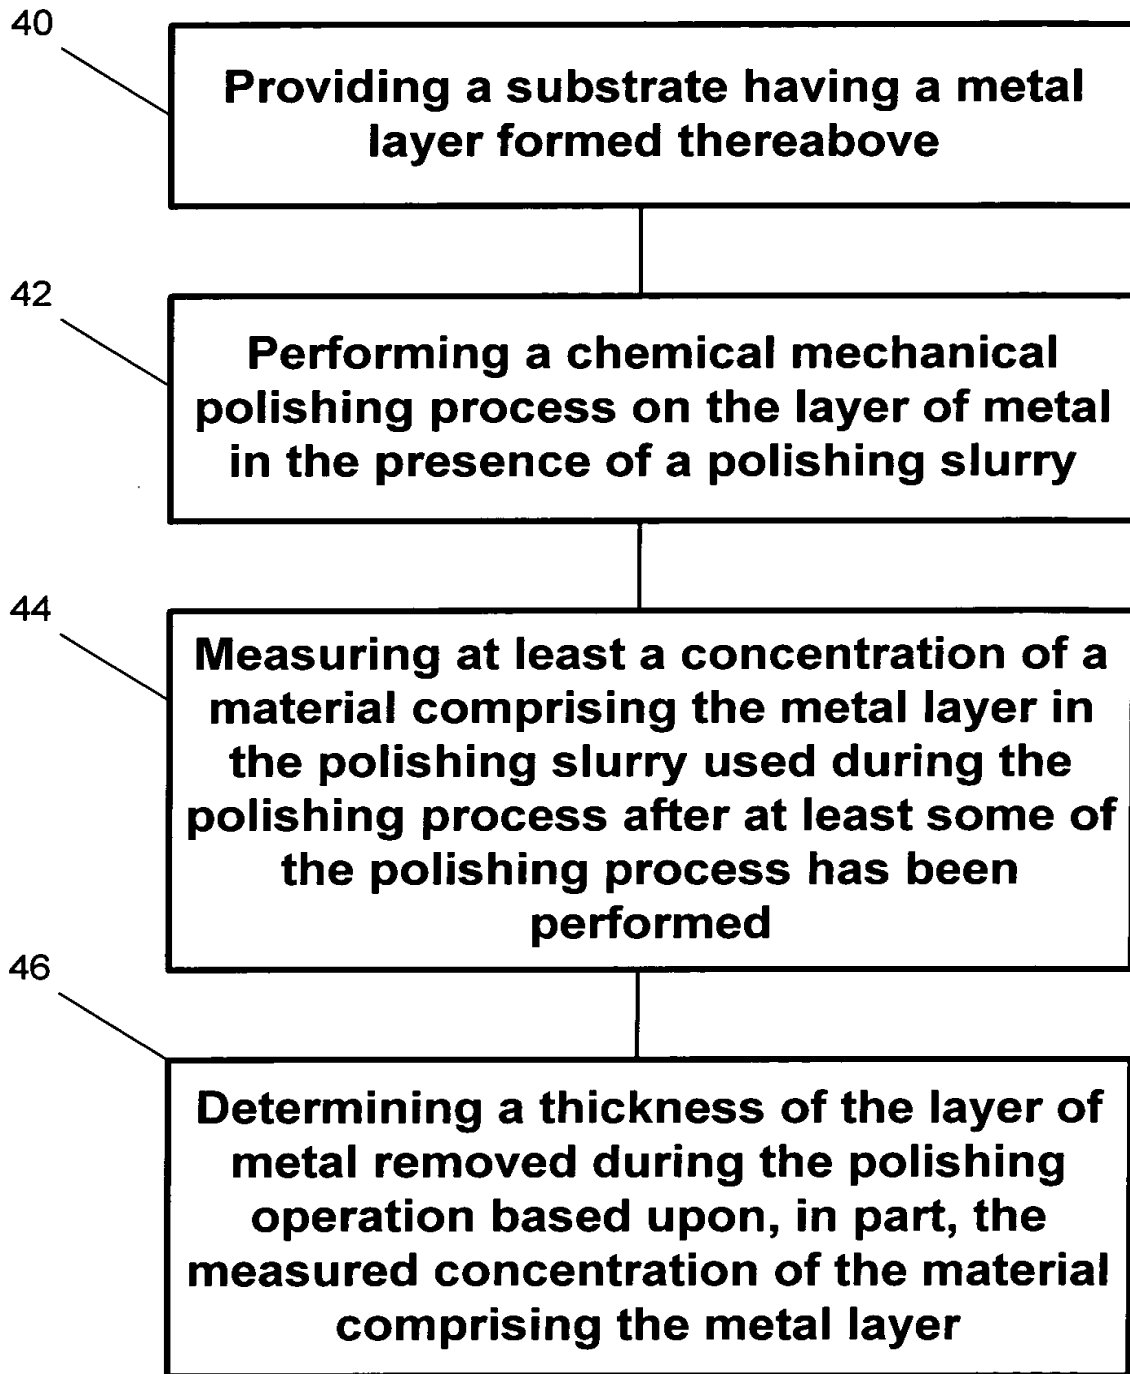 40
Providing a substrate having a metal
layer formed thereabove
42
Performing a chemical mechanical
polishing process on the layer of metal
in the presence of a polishing slurry
44
Measuring at least a concentration of a
material comprising the metal layer in
the polishing slurry used during the
polishing process after at least some of
the polishing process has been
performed
46
Determining a thickness of the layer of
metal removed during the polishing
operation based upon, in part, the
measured concentration of the material
comprising the metal layer